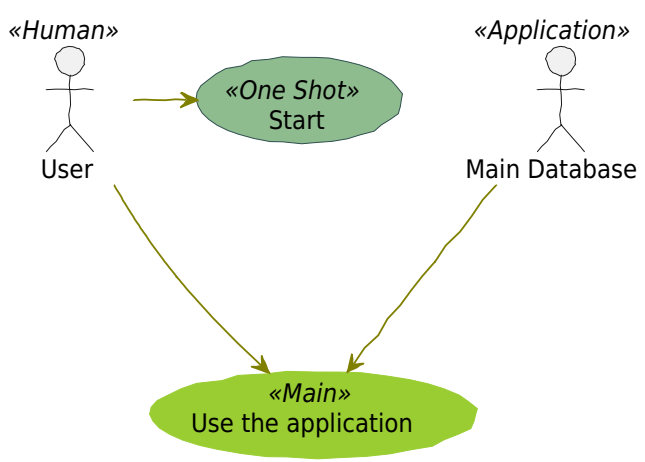 «Human»
User
«One Shot»
Start
«Application»
Main Database
«Main»
Use the application